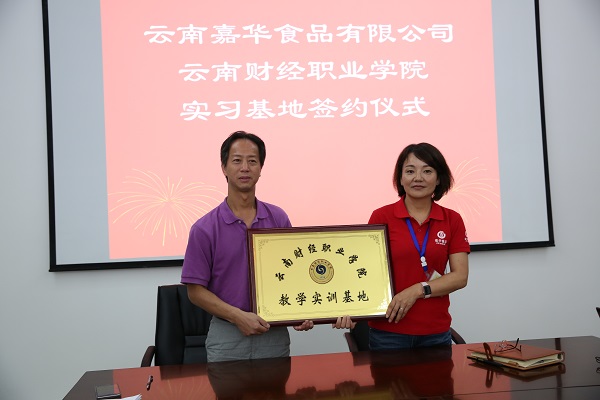 云南嘉华食品有限公司
云南财经职业学院
实习基地签约仪式
云南财经职业学院
教学实训基地